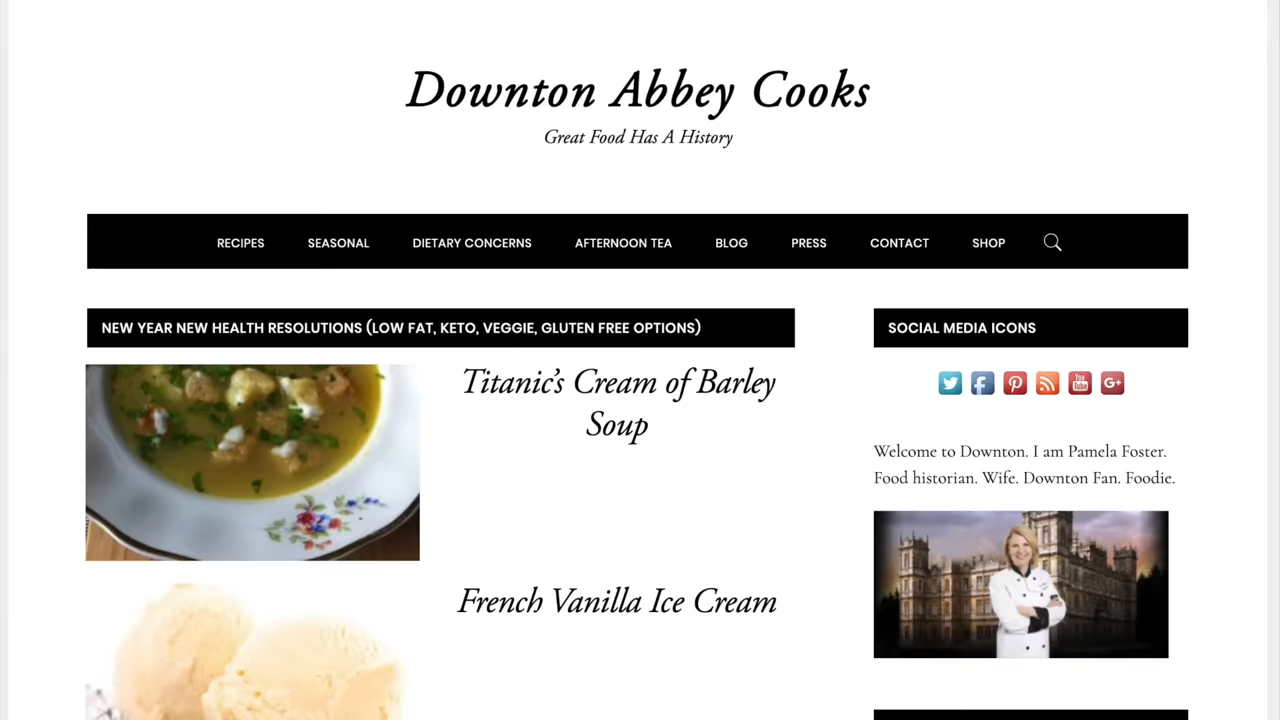 Downton Abbey Cooks
Great Food Has A History
RECIPES SEASONAL DIETARY CONCERNS AFTERNOON TEA BLOG PRESS CONTACT SHOP
NEW YEAR NEW HEALTH RESOLUTIONS (LOW FAT, KETO, VEGGIE, GLUTEN FREE OPTIONS)
Titanic’s Cream of Barley
Soup
French Vanilla Ice Cream
SOCIAL MEDIA ICONS
You
Tube
G+
Welcome to Downton. I am Pamela Foster.
Food historian. Wife. Downton Fan. Foodie.